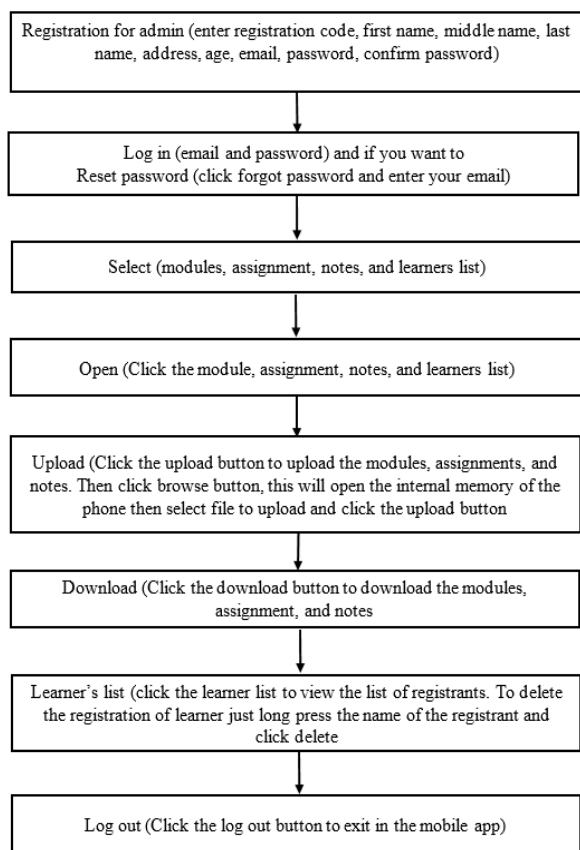 Registration for admin (enter registration code, first name, middle name, last
name, address, age, email, password, confirm password)
Log in (email and password) and if you want to
Reset password (click forgot password and enter your email)
Select (modules, assignment, notes, and learners list)
Open (Click the module, assignment, notes, and learners list)
Upload (Click the upload button to upload the modules, assignments, and
notes. Then click browse button, this will open the internal memory of the
phone then select file to upload and click the upload button
Download (Click the download button to download the modules,
assignment, and notes
Learner’s list (click the learner list to view the list of registrants. To delete
the registration of learner just long press the name of the registrant and
click delete
Log out (Click the log out button to exit in the mobile app)